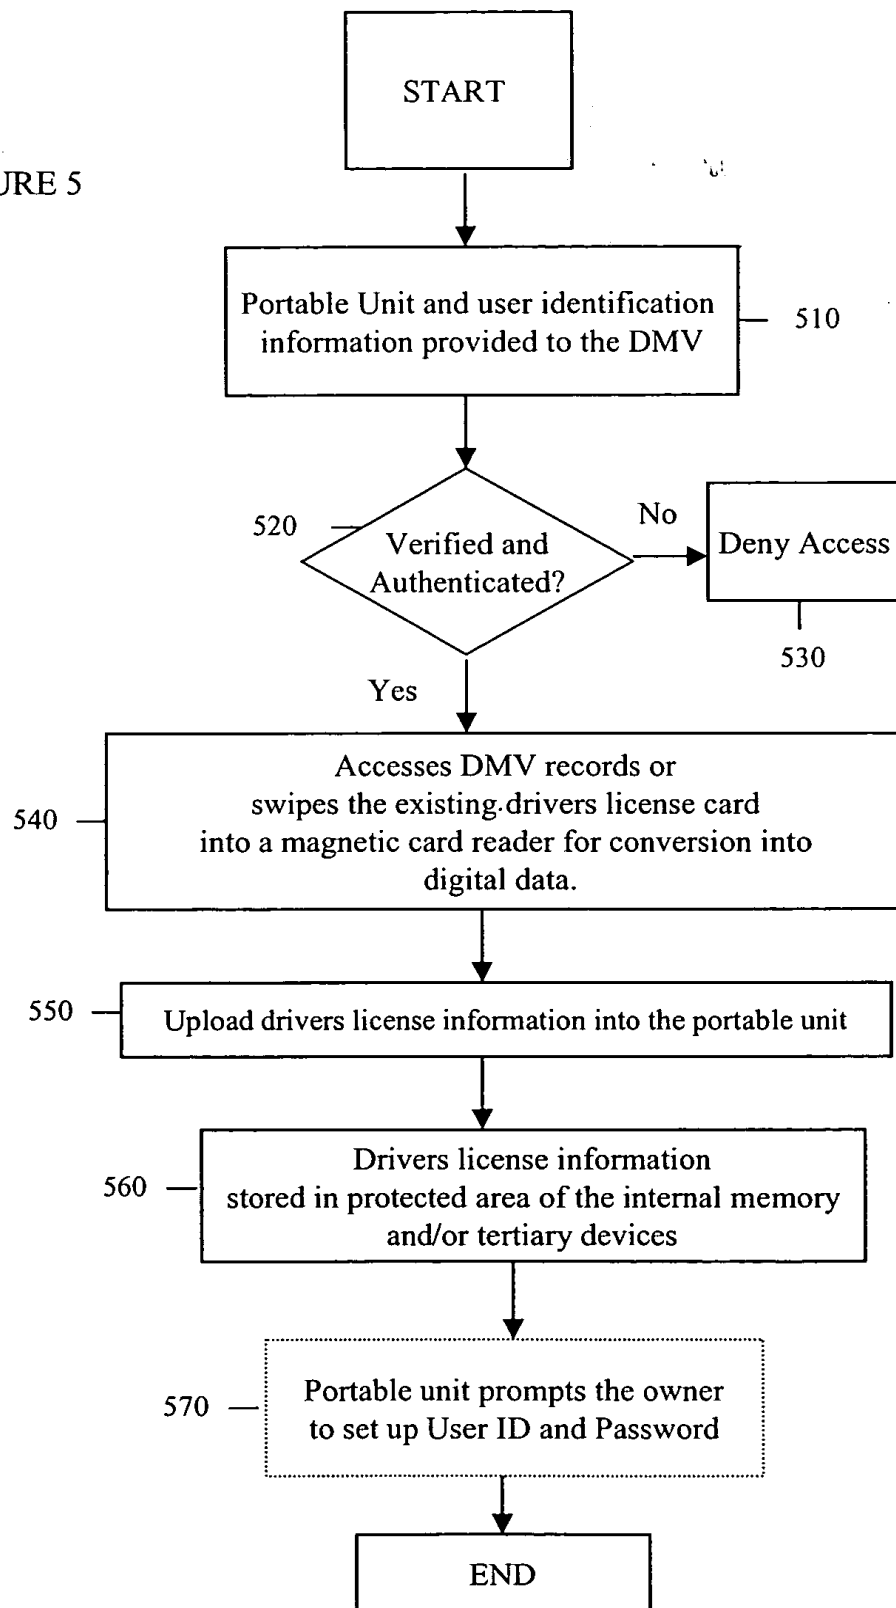 START
URE 5
Portable Unit and user identification
information provided to the DMV
510
520
Verified and
Authenticated?
No
Deny Access
530
Yes
540
Accesses DMV records or
swipes the existing drivers license card
into a magnetic card reader for conversion into
digital data.
550
Upload drivers license information into the portable unit
560
Drivers license information
stored in protected area of the internal memory
and/or tertiary devices
570
Portable unit prompts the owner
to set up User ID and Password
END